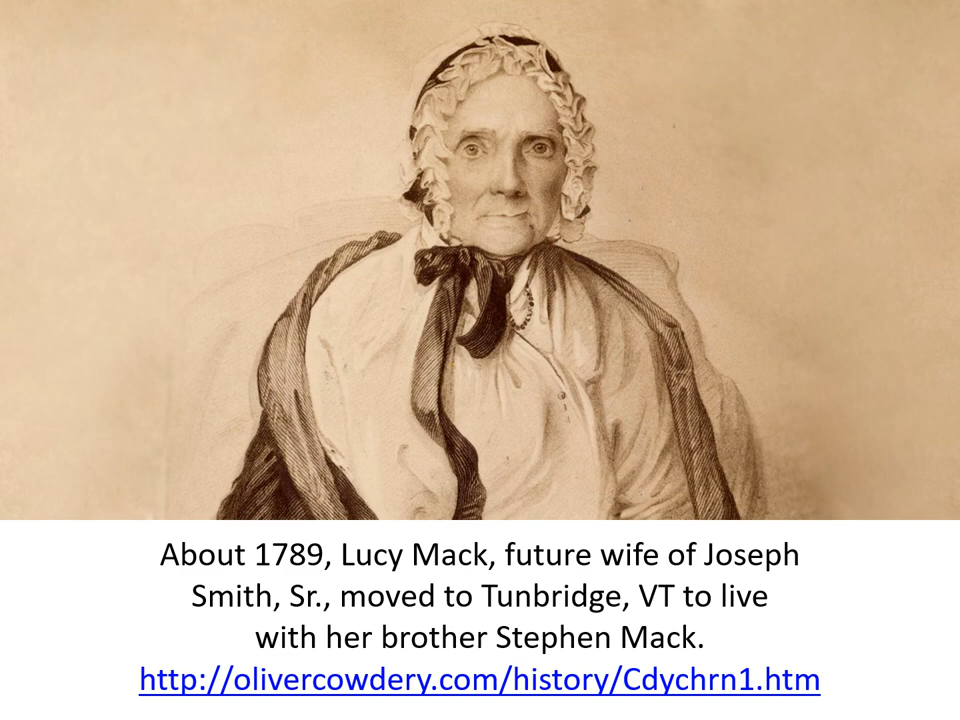 About 1789, Lucy Mack, future wife of Joseph
Smith, Sr., moved to Tunbridge, VT to live
with her brother Stephen Mack.
http://olivercowdery.com/history/Cdychrn1.htm